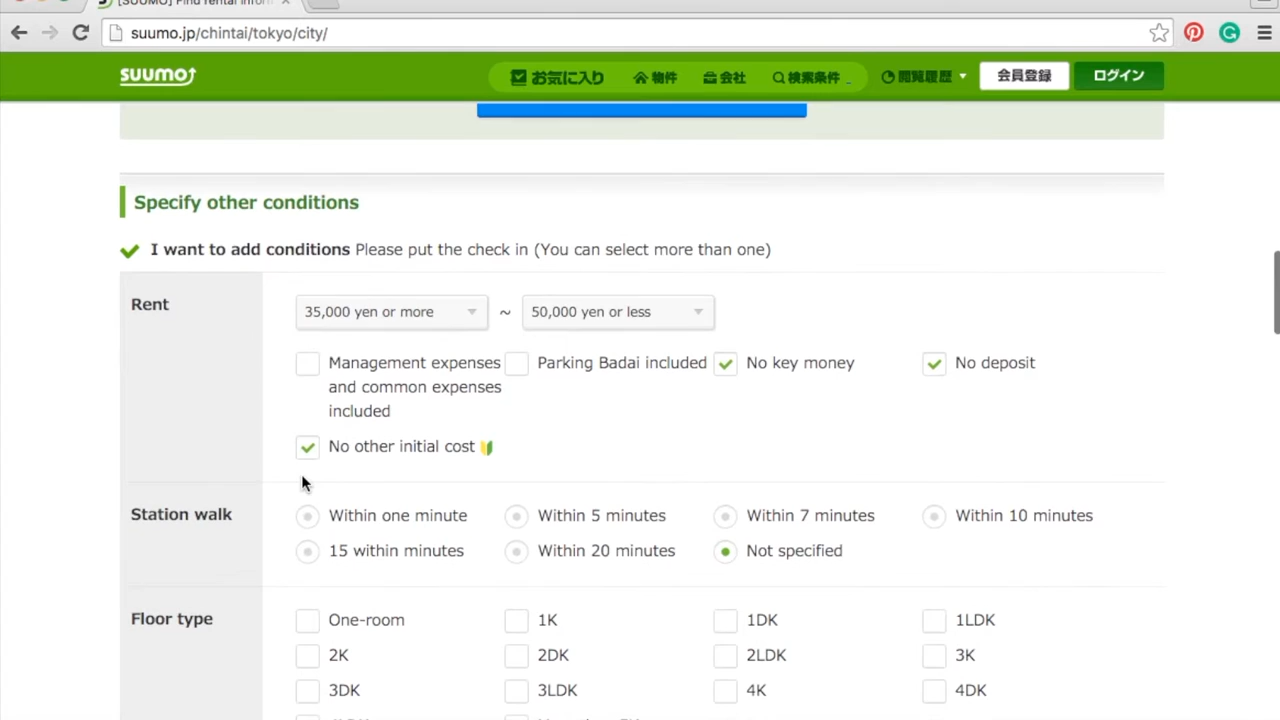 [SUUMO] Find rental infor
suumo.jp/chintai/tokyo/city/
suumo お気に入り 物件 会社 検索条件 閲覧履歴 会員登録 ログイン
Specify other conditions
I want to add conditions Please put the check in (You can select more than one)
Rent 35,000 yen or more ~ 50,000 yen or less
Management expenses Parking Badai included No key money No deposit
and common expenses
included
No other initial cost
Station walk Within one minute Within 5 minutes Within 7 minutes Within 10 minutes
15 within minutes Within 20 minutes Not specified
Floor type One-room 1K 1DK 1LDK
2K 2DK 2LDK 3K
3DK 3LDK 4K 4DK